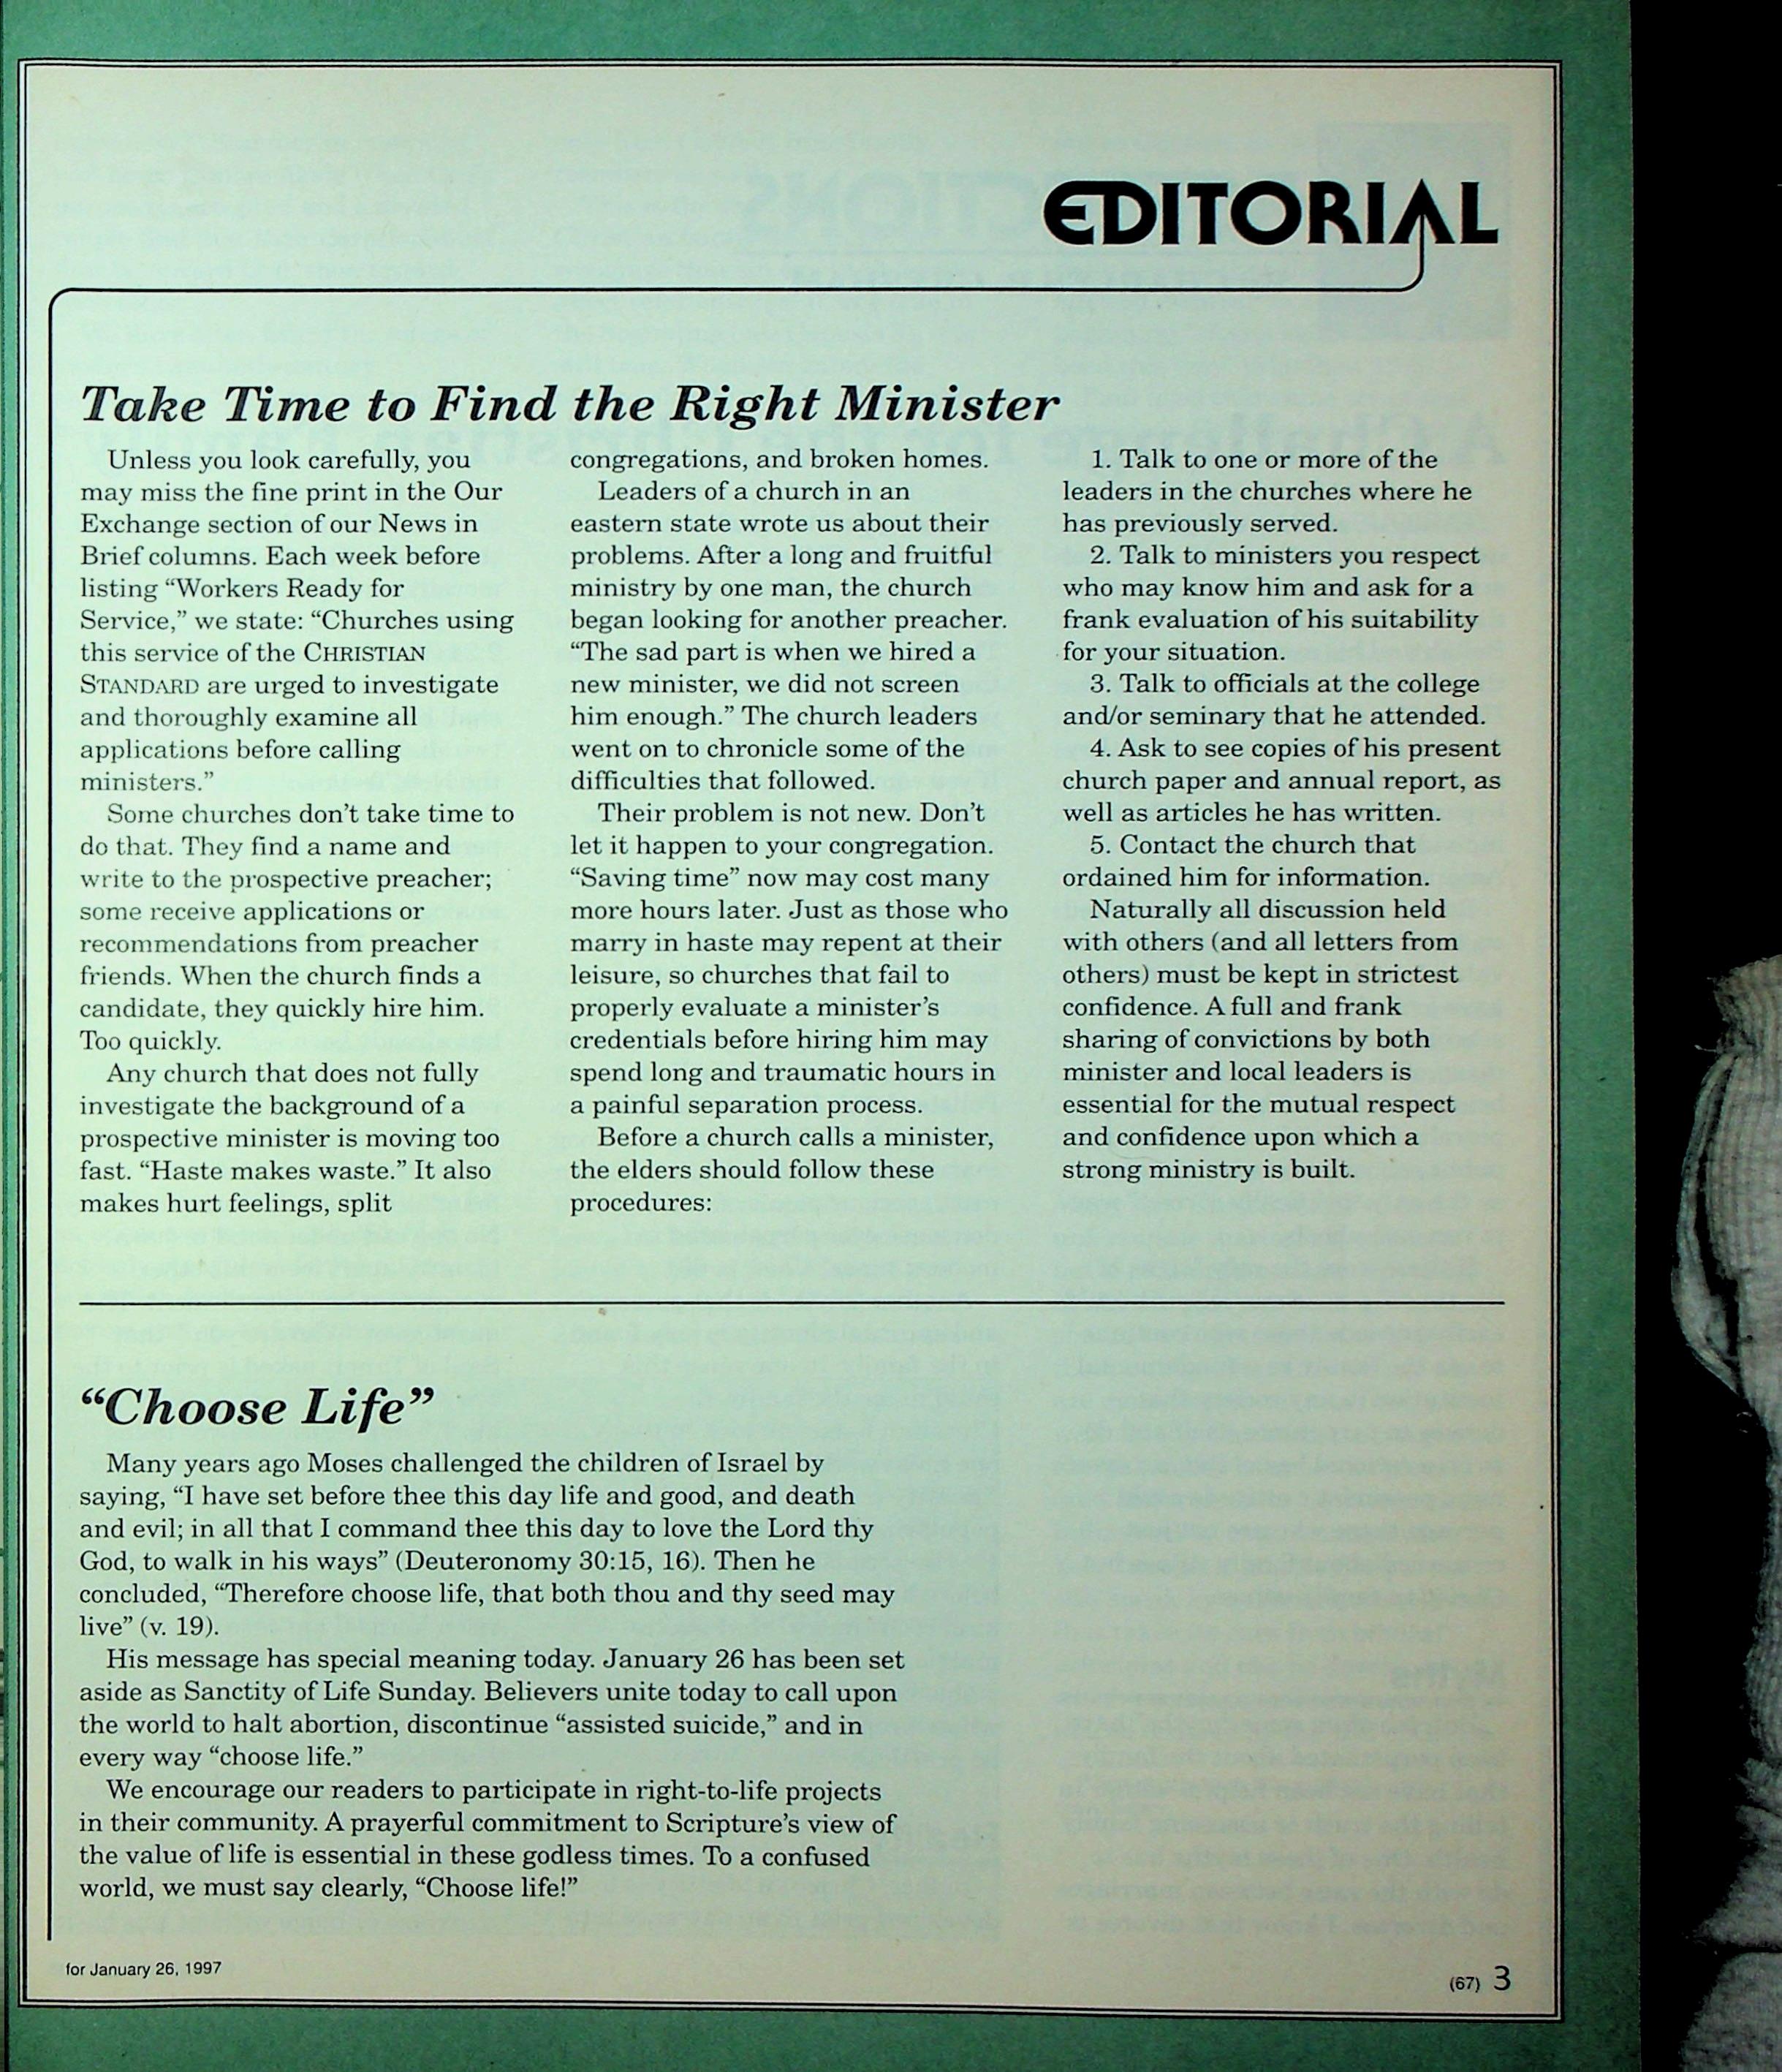 EDITORIAL
Take Time to Find the Right Minister
Unless you look carefully, you
may miss the fine print in the Our
Exchange section of our News in
Brief columns. Each week before
listing “Workers Ready for
Service,” we state: “Churches using
this service of the CHRISTIAN
STANDARD are urged to investigate
and thoroughly examine all
applications before calling
ministers.”
Some churches don’t take time to
do that. They find a name and
write to the prospective preacher;
some receive applications or
recommendations from preacher
friends. When the church finds a
candidate, they quickly hire him.
Too quickly.
Any church that does not fully
investigate the background of a
prospective minister is moving too
fast. “Haste makes waste.” It also
makes hurt feelings, split
congregations, and broken homes.
Leaders of a church in an
eastern state wrote us about their
problems. After a long and fruitful
ministry by one man, the church
began looking for another preacher.
“The sad part is when we hired a
new minister, we did not screen
him enough.” The church leaders
went on to chronicle some of the
difficulties that followed.
Their problem is not new. Don’t
let it happen to your congregation.
“Saving time” now may cost many
more hours later. Just as those who
marry in haste may repent at their
leisure, so churches that fail to
properly evaluate a minister’s
credentials before hiring him may
spend long and traumatic hours in
a painful separation process.
Before a church calls a minister,
the elders should follow these
procedures:
1. Talk to one or more of the
leaders in the churches where he
has previously served.
2. Talk to ministers you respect
who may know him and ask for a
frank evaluation of his suitability
for your situation.
3. Talk to officials at the college
and/or seminary that he attended.
4. Ask to see copies of his present
church paper and annual report, as
well as articles he has written.
5. Contact the church that
ordained him for information.
Naturally all discussion held
with others (and all letters from
others) must be kept in strictest
confidence. A full and frank
sharing of convictions by both
minister and local leaders is
essential for the mutual respect
and confidence upon which a
strong ministry is built.
“Choose Life”
Many years ago Moses challenged the children of Israel by
saying, “I have set before thee this day life and good, and death
and evil; in all that I command thee this day to love the Lord thy
God, to walk in his ways” (Deuteronomy 30:15, 16). Then he
concluded, “Therefore choose life, that both thou and thy seed may
live” (v. 19).
His message has special meaning today. January 26 has been set
aside as Sanctity of Life Sunday. Believers unite today to call upon
the world to halt abortion, discontinue “assisted suicide,” and in
every way “choose life.”
We encourage our readers to participate in right-to-life projects
in their community. A prayerful commitment to Scripture’s view of
the value of life is essential in these godless times. To a confused
world, we must say clearly, “Choose life!”
for January 26, 1997
(67) 3